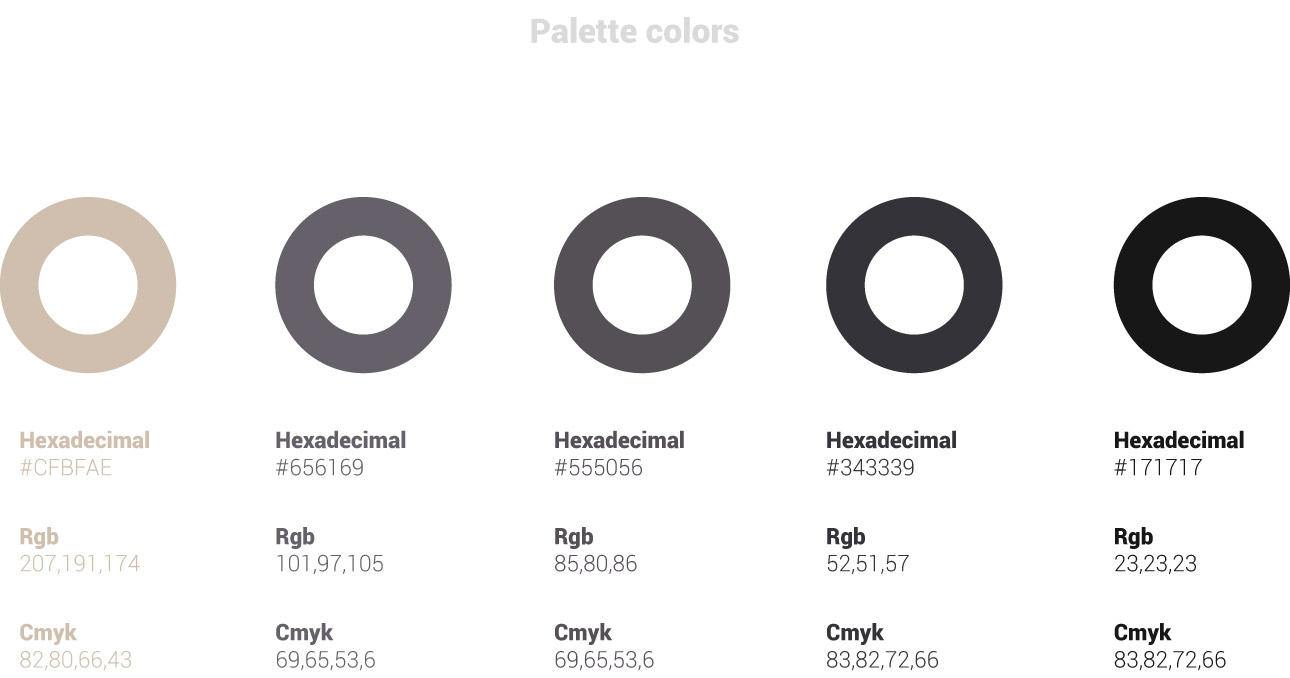 Palette colors
Hexadecimal
#CFBFAE
Rgb
207,191,174
Cmyk
82,80,66,43
Hexadecimal
#656169
Rgb
101,97,105
Cmyk
69,65,53,6
Hexadecimal
#555056
Rgb
85,80,86
Cmyk
69,65,53,6
Hexadecimal
#343339
Rgb
52,51,57
Cmyk
83,82,72,66
Hexadecimal
#171717
Rgb
23,23,23
Cmyk
83,82,72,66